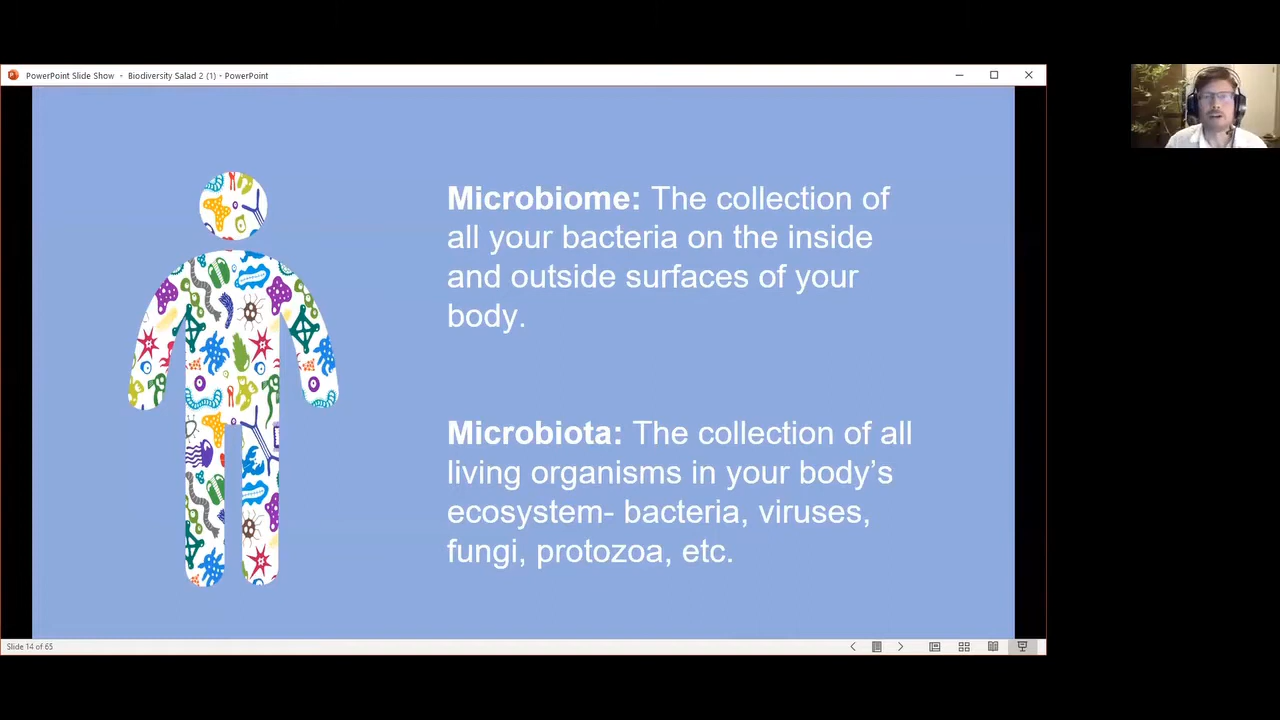 PowerPoint Slide Show - Biodiversity Salad 2 (1) - PowerPoint
Microbiome: The collection of
all your bacteria on the inside
and outside surfaces of your
body.
Microbiota: The collection of all
living organisms in your body’s
ecosystem- bacteria, viruses,
fungi, protozoa, etc.
Slide 14 of 65